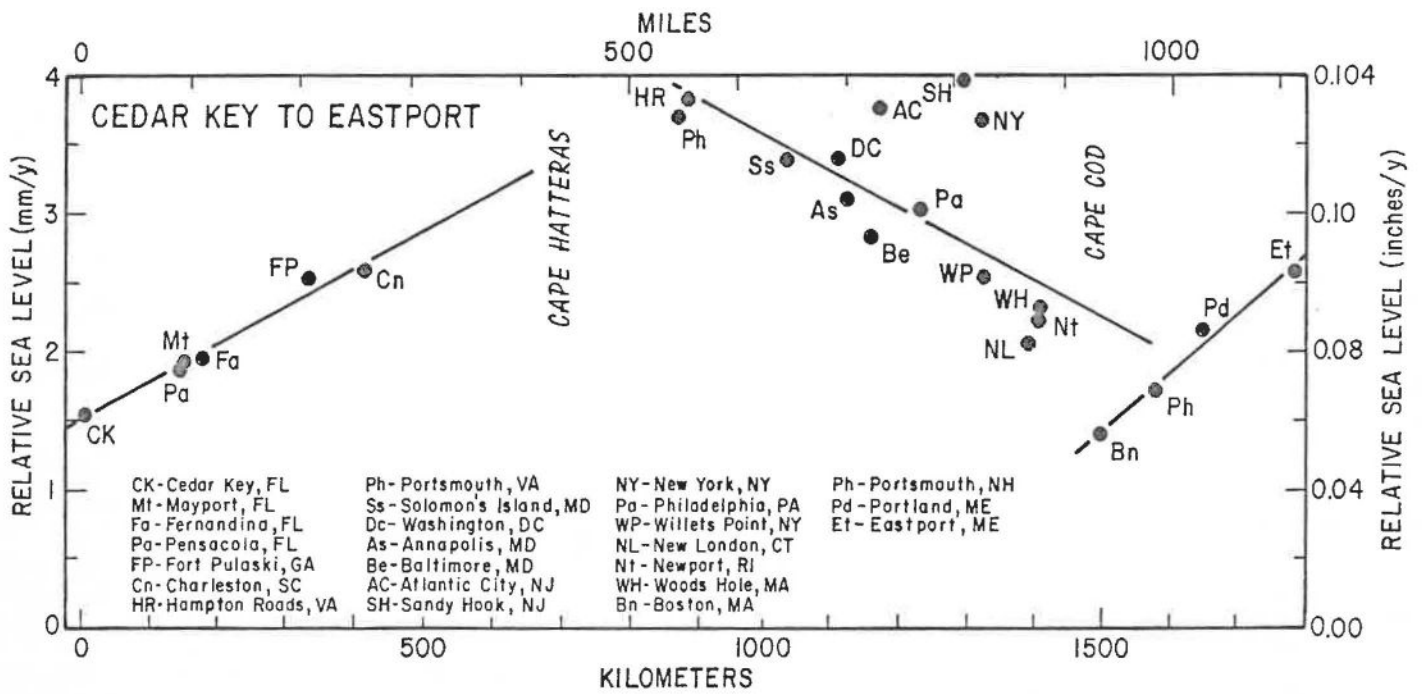 MILES
0 500 1000
4 0.104
CEDAR KEY TO EASTPORT
HR
Ph
SH
AC
NY
Ss
DC
As
Be
Pa
CAPE HATTERAS
CAPE COD
3 0.10
FP
Cn
WP
WH
Nt
NL
Et
Pd
Mt
Fa
Pa
2 0.08
CK
Ph
Bn
RELATIVE SEA LEVEL (mm/y)
RELATIVE SEA LEVEL (inches/y)
1 0.04
CK-Cedar Key, FL
Mt-Mayport, FL
Fa-Fernandina, FL
Pa-Pensacola, FL
FP-Fort Pulaski, GA
Cn-Charleston, SC
HR-Hampton Roads, VA
Ph-Portsmouth, VA
Ss-Solomon's Island, MD
Dc-Washington, DC
As-Annapolis, MD
Be-Baltimore, MD
AC-Atlantic City, NJ
SH-Sandy Hook, NJ
NY-New York, NY
Pa-Philadelphia, PA
WP-Willets Point, NY
NL-New London, CT
Nt-Newport, RI
WH-Woods Hole, MA
Bn-Boston, MA
Ph-Portsmouth, NH
Pd-Portland, ME
Et-Eastport, ME
0 0.00
0 500 1000 1500
KILOMETERS